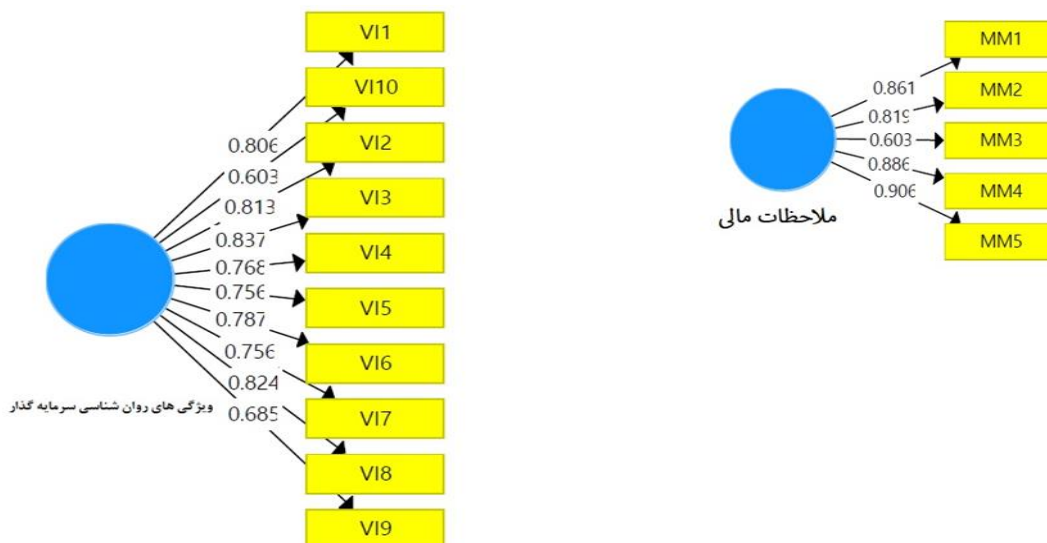 VI1
VI10
VI2
VI3
VI4
VI5
VI6
VI7
VI8
VI9
0.806
0.603
0.813
0.837
0.768
0.756
0.787
0.756
0.824
0.685
ویژگی های روان شناسی سرمایه گذار
MM1
MM2
MM3
MM4
MM5
0.861
0.819
0.603
0.886
0.906
ملاحظات مالی